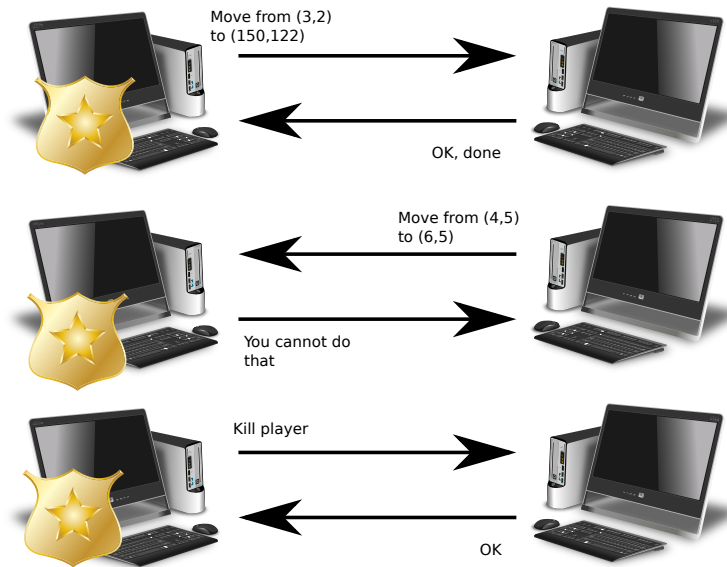 Move from (3,2)
to (150,122)
OK, done
Move from (4,5)
to (6,5)
You cannot do
that
Kill player
OK